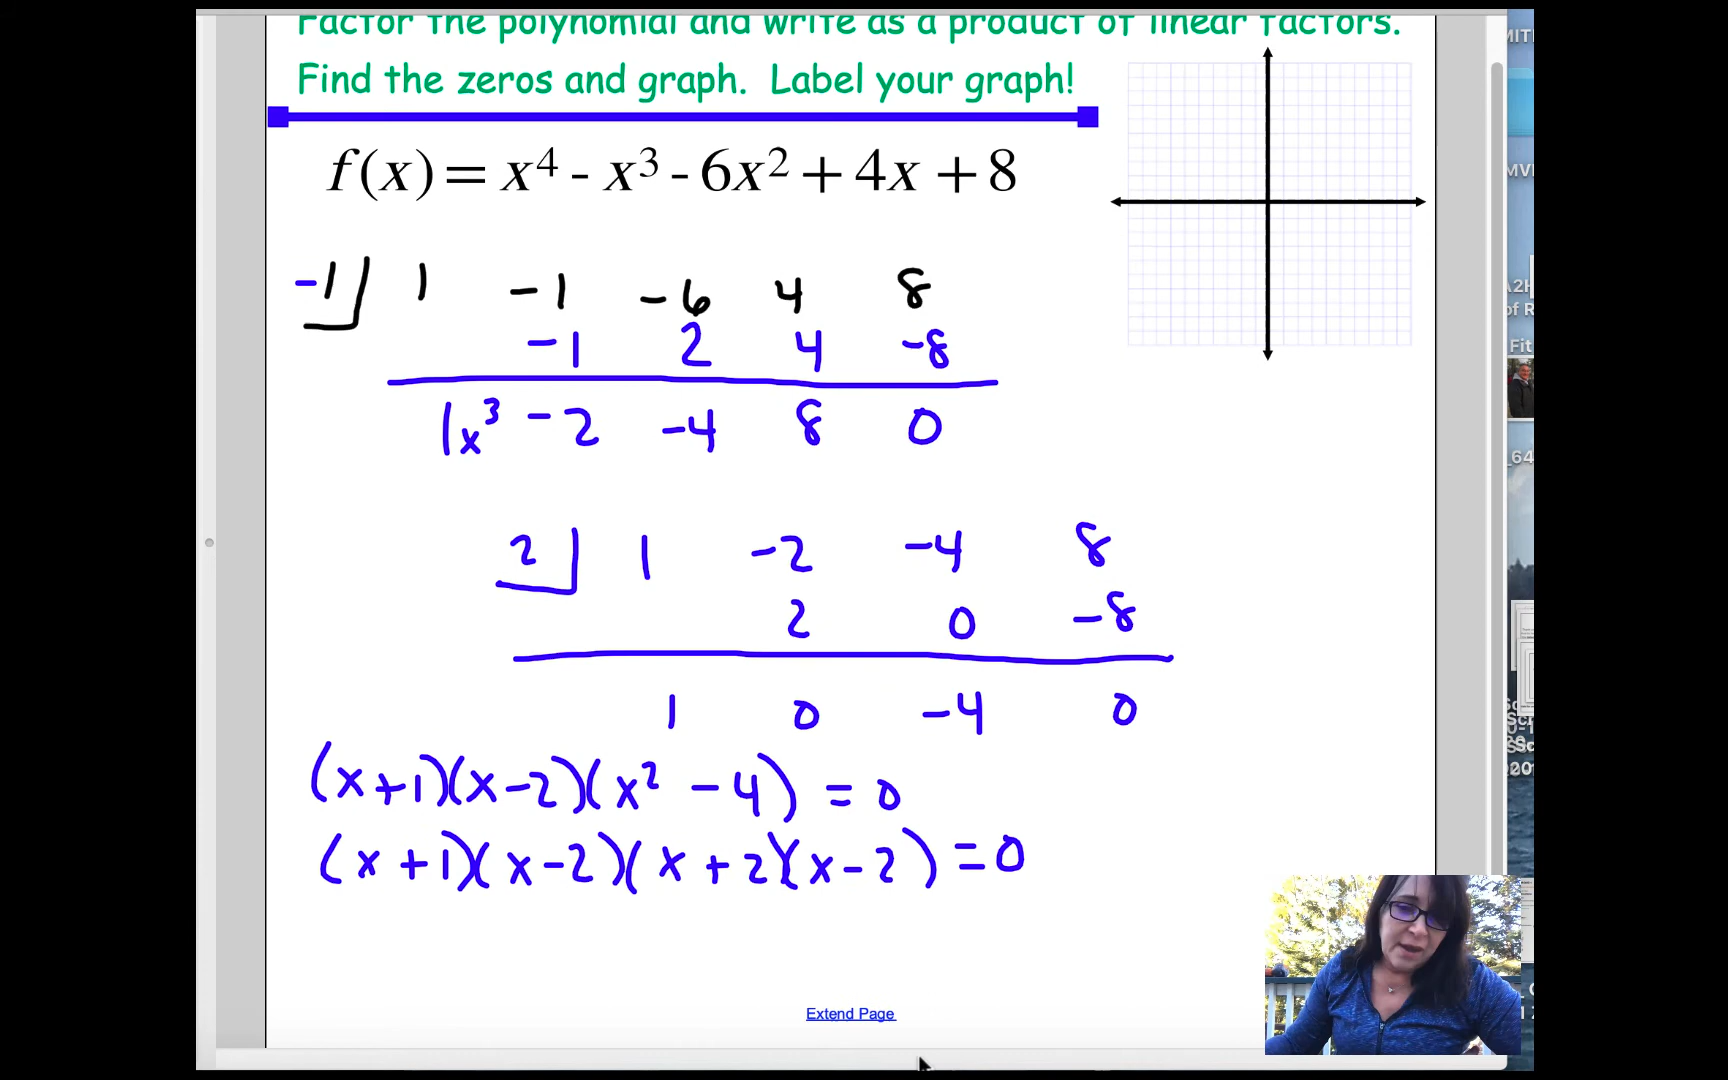 Factor the polynomial and write as a product of linear factors.
Find the zeros and graph. Label your graph!
f(x) = x⁴ - x³ - 6x² + 4x + 8
-1 1 -1 -6 4 8
-1 2 4 -8
1x³ -2 -4 8 0
2 1 -2 -4 8
2 0 -8
1 0 -4 0
(x+1)(x-2)(x² - 4) = 0
(x+1)(x-2)(x+2)(x-2) = 0
Extend Page